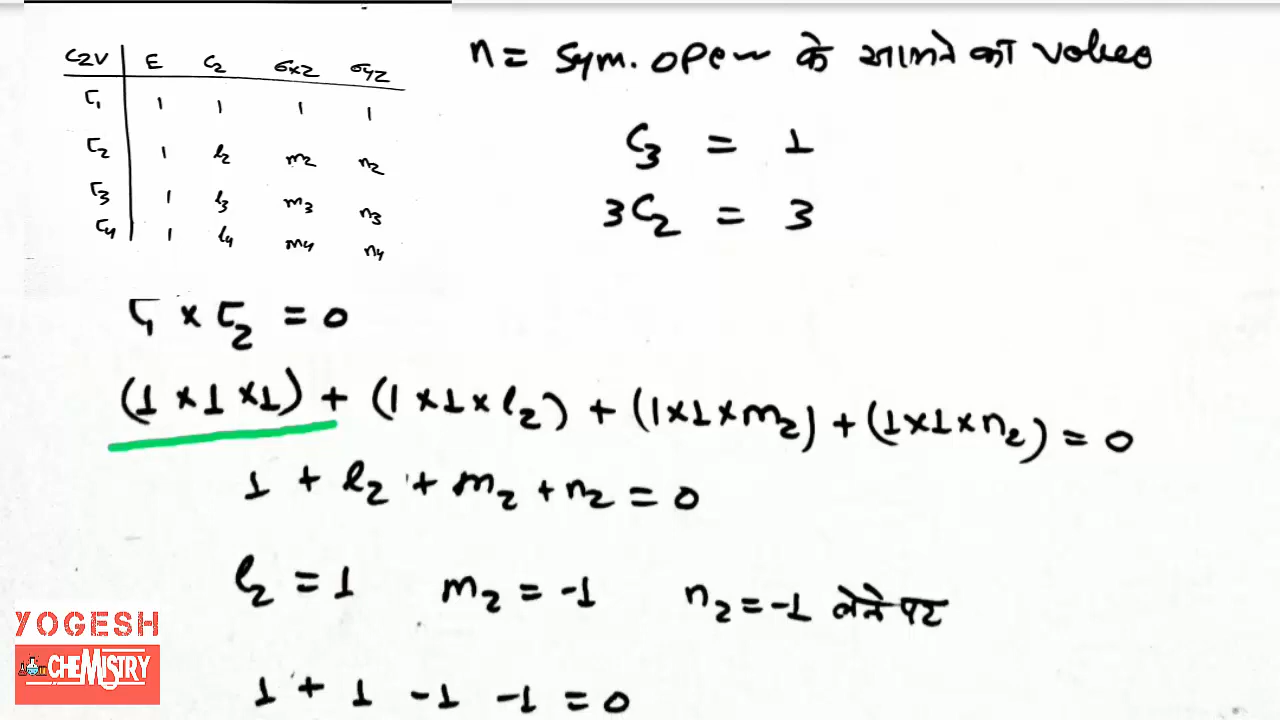 C2V E C2 σxz σyz
Γ1 1 1 1 1
Γ2 1 l2 m2 n2
Γ3 1 l3 m3 n3
Γ4 1 l4 m4 n4
n = Sym. open के सामने का
C3 = 1
3C2 = 3
Γ1 × Γ2 = 0
(1 × 1 × 1) + (1 × 1 × l2) + (1 × 1 × m2) + (1 × 1 × n2) = 0
1 + l2 + m2 + n2 = 0
l2 = 1 m2 = -1 n2 = -1 लेने पर
1 + 1 - 1 - 1 = 0
YOGESH
CHEMISTRY